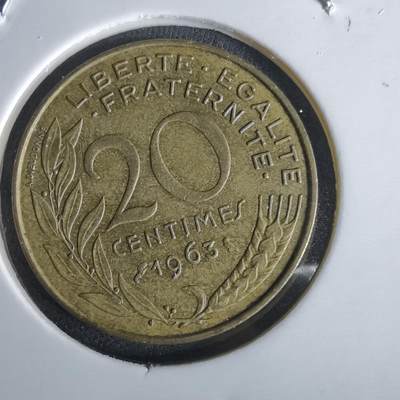 LIBERTE · EGALITE
· FRATERNITE ·
20
CENTIMES
1963